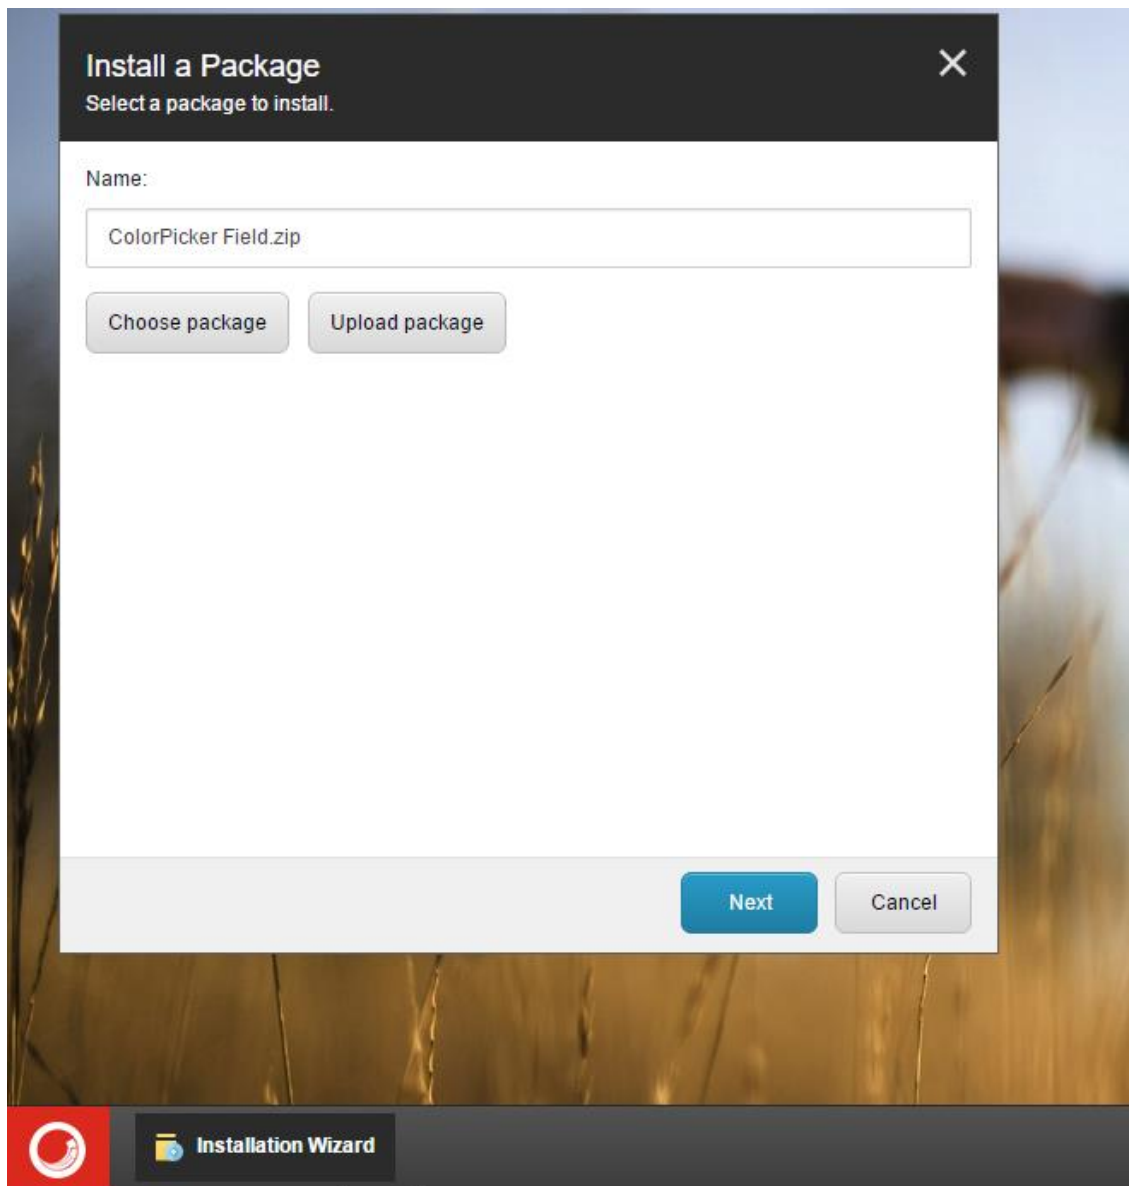 Install a Package
Select a package to install.
Name:
ColorPicker Field.zip
Choose package
Upload package
Next
Cancel
Installation Wizard